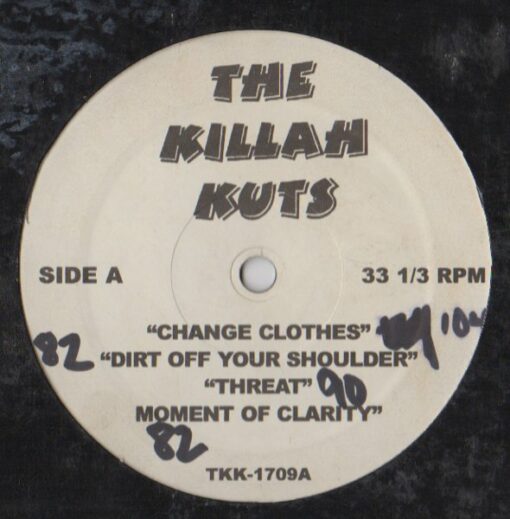 THE
KILLAH
KUTS
SIDE A
33 1/3 RPM
“CHANGE CLOTHES”
82 “DIRT OFF YOUR SHOULDER”
“THREAT” 90
MOMENT OF CLARITY”
82
TKK-1709A